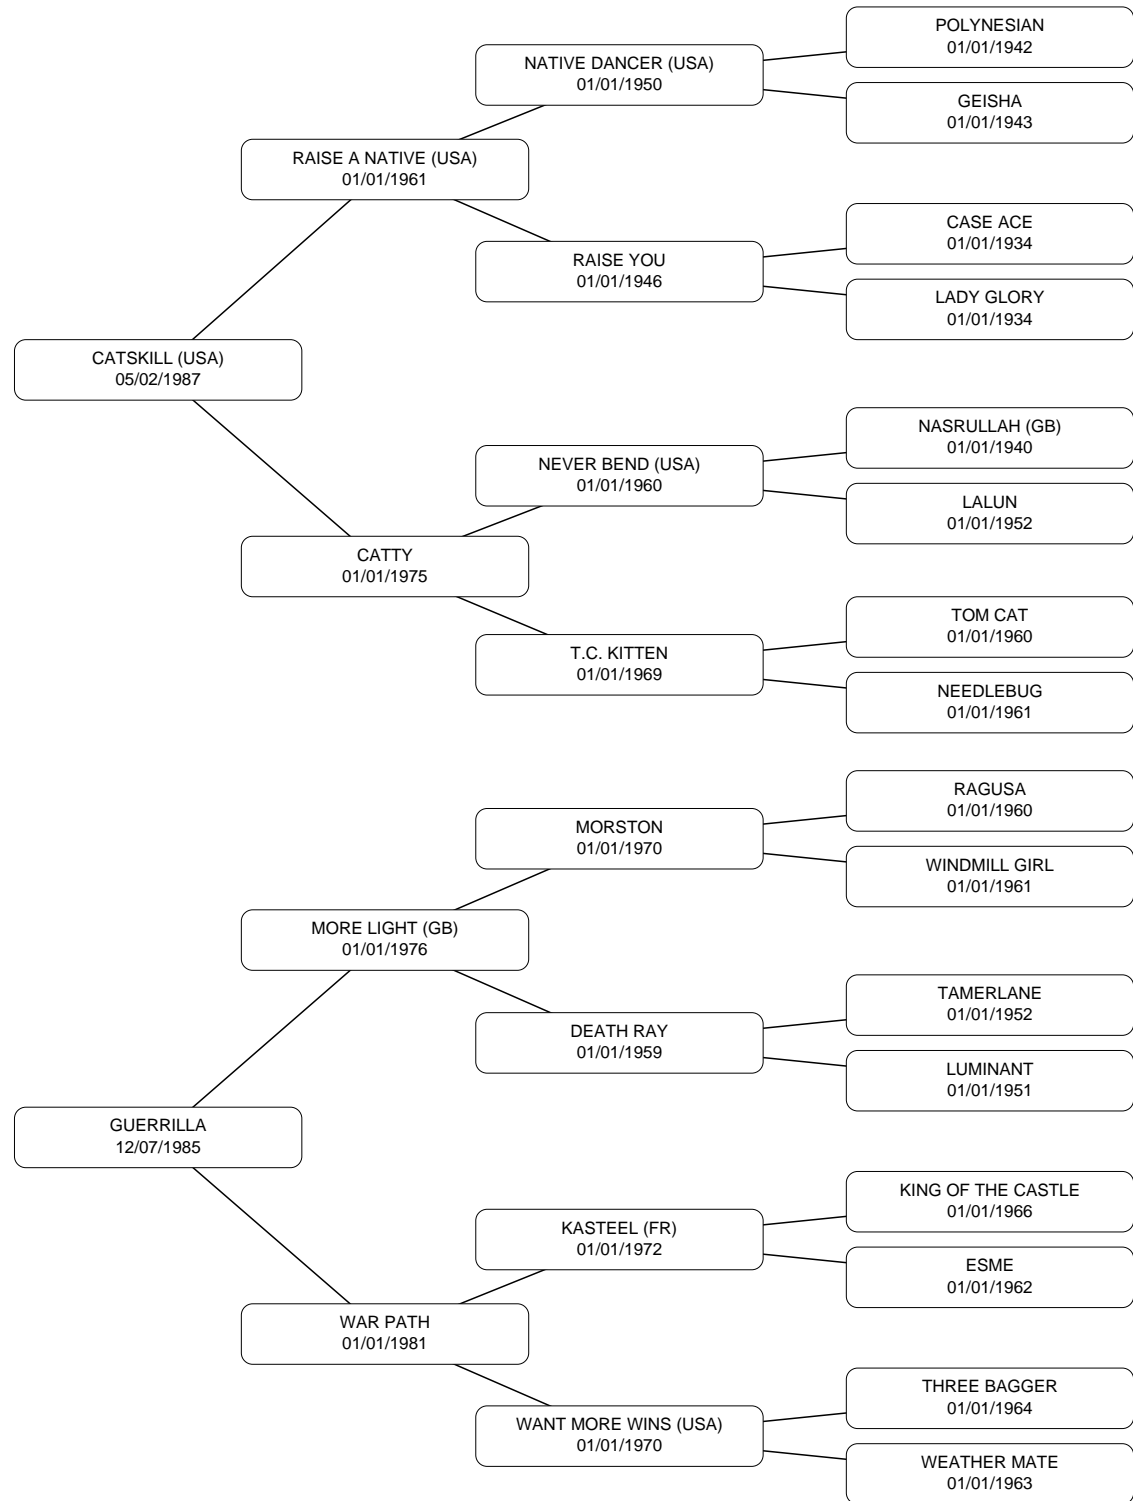 POLYNESIAN
01/01/1942
NATIVE DANCER (USA)
01/01/1950
GEISHA
01/01/1943
RAISE A NATIVE (USA)
01/01/1961
CASE ACE
01/01/1934
RAISE YOU
01/01/1946
LADY GLORY
01/01/1934
CATSKILL (USA)
05/02/1987
NASRULLAH (GB)
01/01/1940
NEVER BEND (USA)
01/01/1960
LALUN
01/01/1952
CATTY
01/01/1975
TOM CAT
01/01/1960
T.C. KITTEN
01/01/1969
NEEDLEBUG
01/01/1961
RAGUSA
01/01/1960
MORSTON
01/01/1970
WINDMILL GIRL
01/01/1961
MORE LIGHT (GB)
01/01/1976
TAMERLANE
01/01/1952
DEATH RAY
01/01/1959
LUMINANT
01/01/1951
GUERRILLA
12/07/1985
KING OF THE CASTLE
01/01/1966
KASTEEL (FR)
01/01/1972
ESME
01/01/1962
WAR PATH
01/01/1981
THREE BAGGER
01/01/1964
WANT MORE WINS (USA)
01/01/1970
WEATHER MATE
01/01/1963